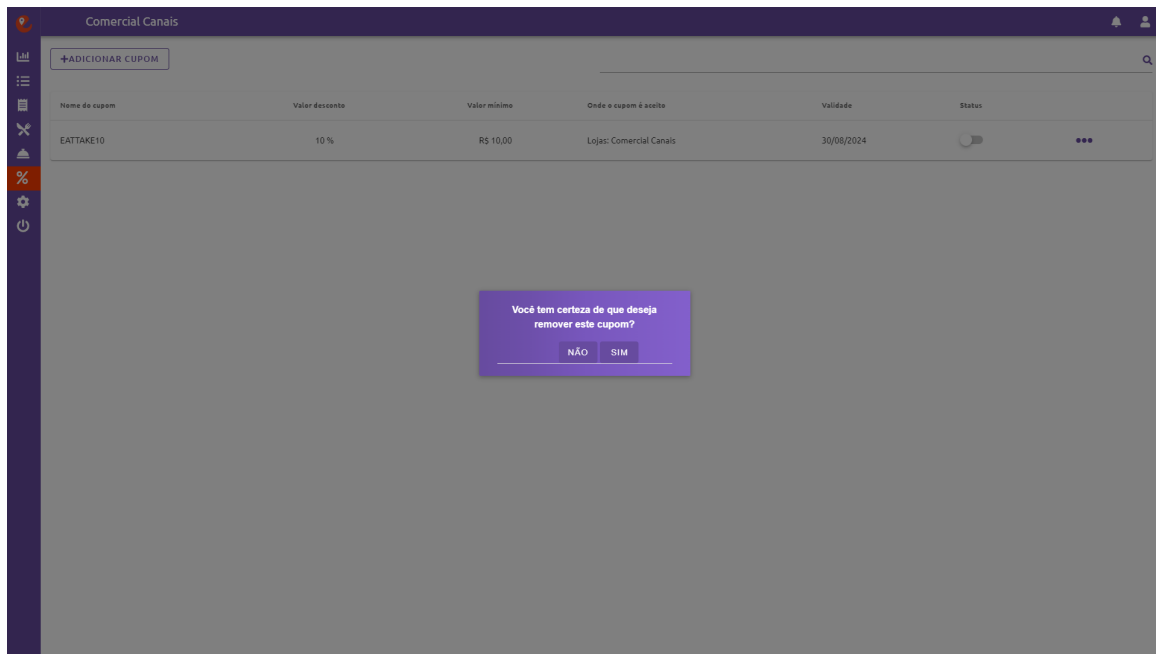 Comercial Canais
+ADICIONAR CUPOM
Nome do cupom Valor desconto Valor mínimo Onde o cupom é aceito Validade Status
EATTAKE10 10 % R$ 10,00 Lojas: Comercial Canais 30/08/2024
Você tem certeza de que deseja
remover este cupom?
NÃO SIM